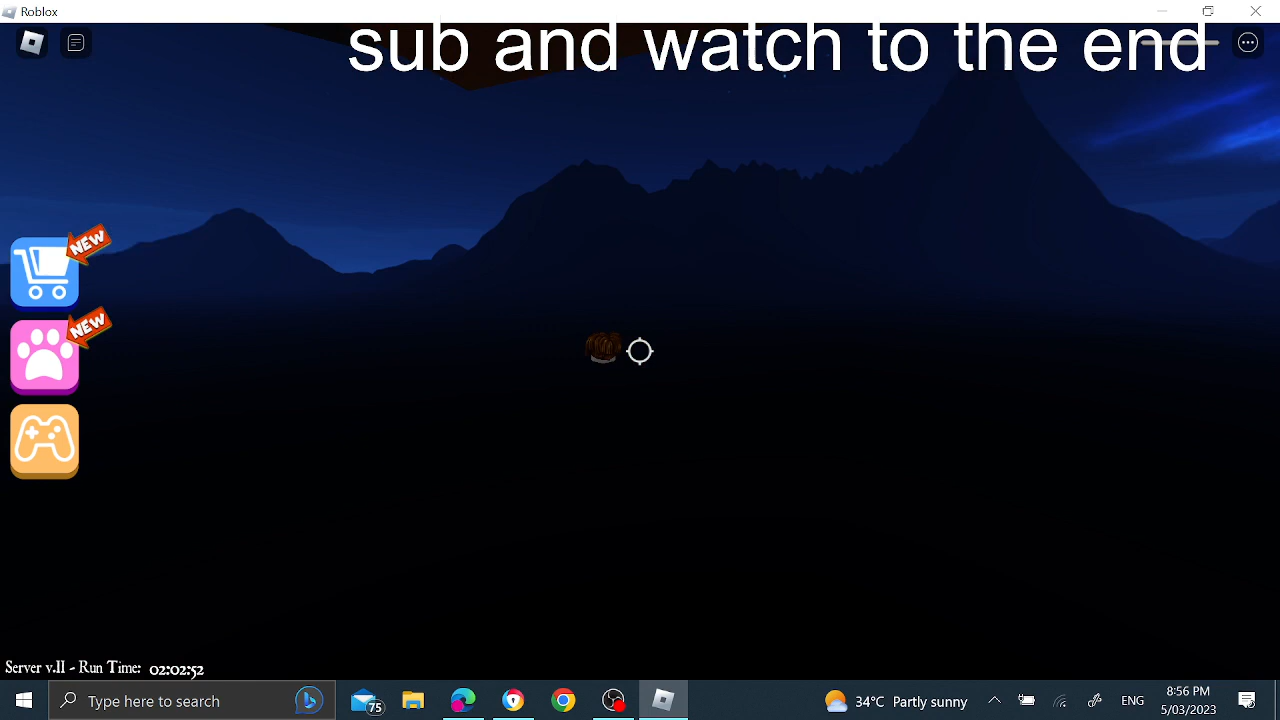 Roblox
sub and watch to the end
NEW
NEW
Server v.II - Run Time: 02:02:52
Type here to search
75
34°C Partly sunny
ENG
8:56 PM
5/03/2023